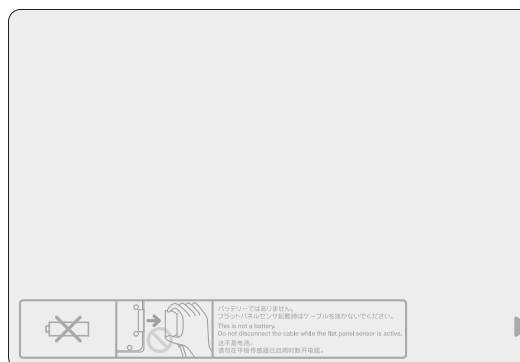 バッテリーではありません。
フラットパネルセンサ起動時はケーブルを抜かないでください。
This is not a battery.
Do not disconnect the cable while the flat panel sensor is active.
这不是电池。
请勿在平板传感器已启用时断开电缆。